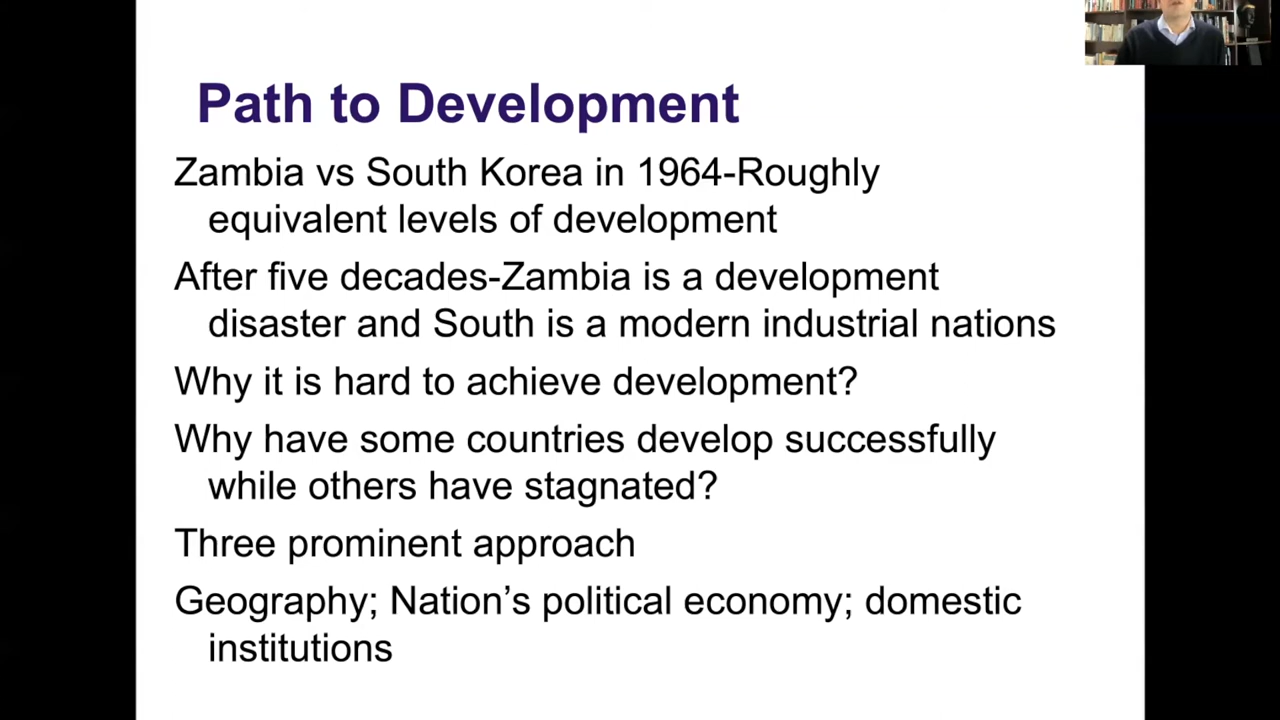 Path to Development
Zambia vs South Korea in 1964-Roughly
equivalent levels of development
After five decades-Zambia is a development
disaster and South is a modern industrial nations
Why it is hard to achieve development?
Why have some countries develop successfully
while others have stagnated?
Three prominent approach
Geography; Nation’s political economy; domestic
institutions